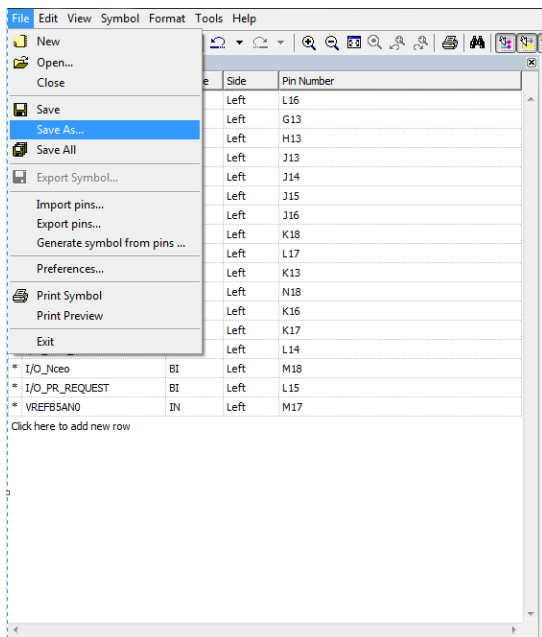 File Edit View Symbol Format Tools Help
New
Open...
Close
Save
Save As...
Save All
Export Symbol...
Import pins...
Export pins...
Generate symbol from pins ...
Preferences...
Print Symbol
Print Preview
Exit
e Side Pin Number
Left L16
Left G13
Left H13
Left J13
Left J14
Left J15
Left J16
Left K18
Left L17
Left K13
Left N18
Left K16
Left K17
Left L14
* I/O_Nceo BI Left M18
* I/O_PR_REQUEST BI Left L15
* VREFB5AN0 IN Left M17
Click here to add new row